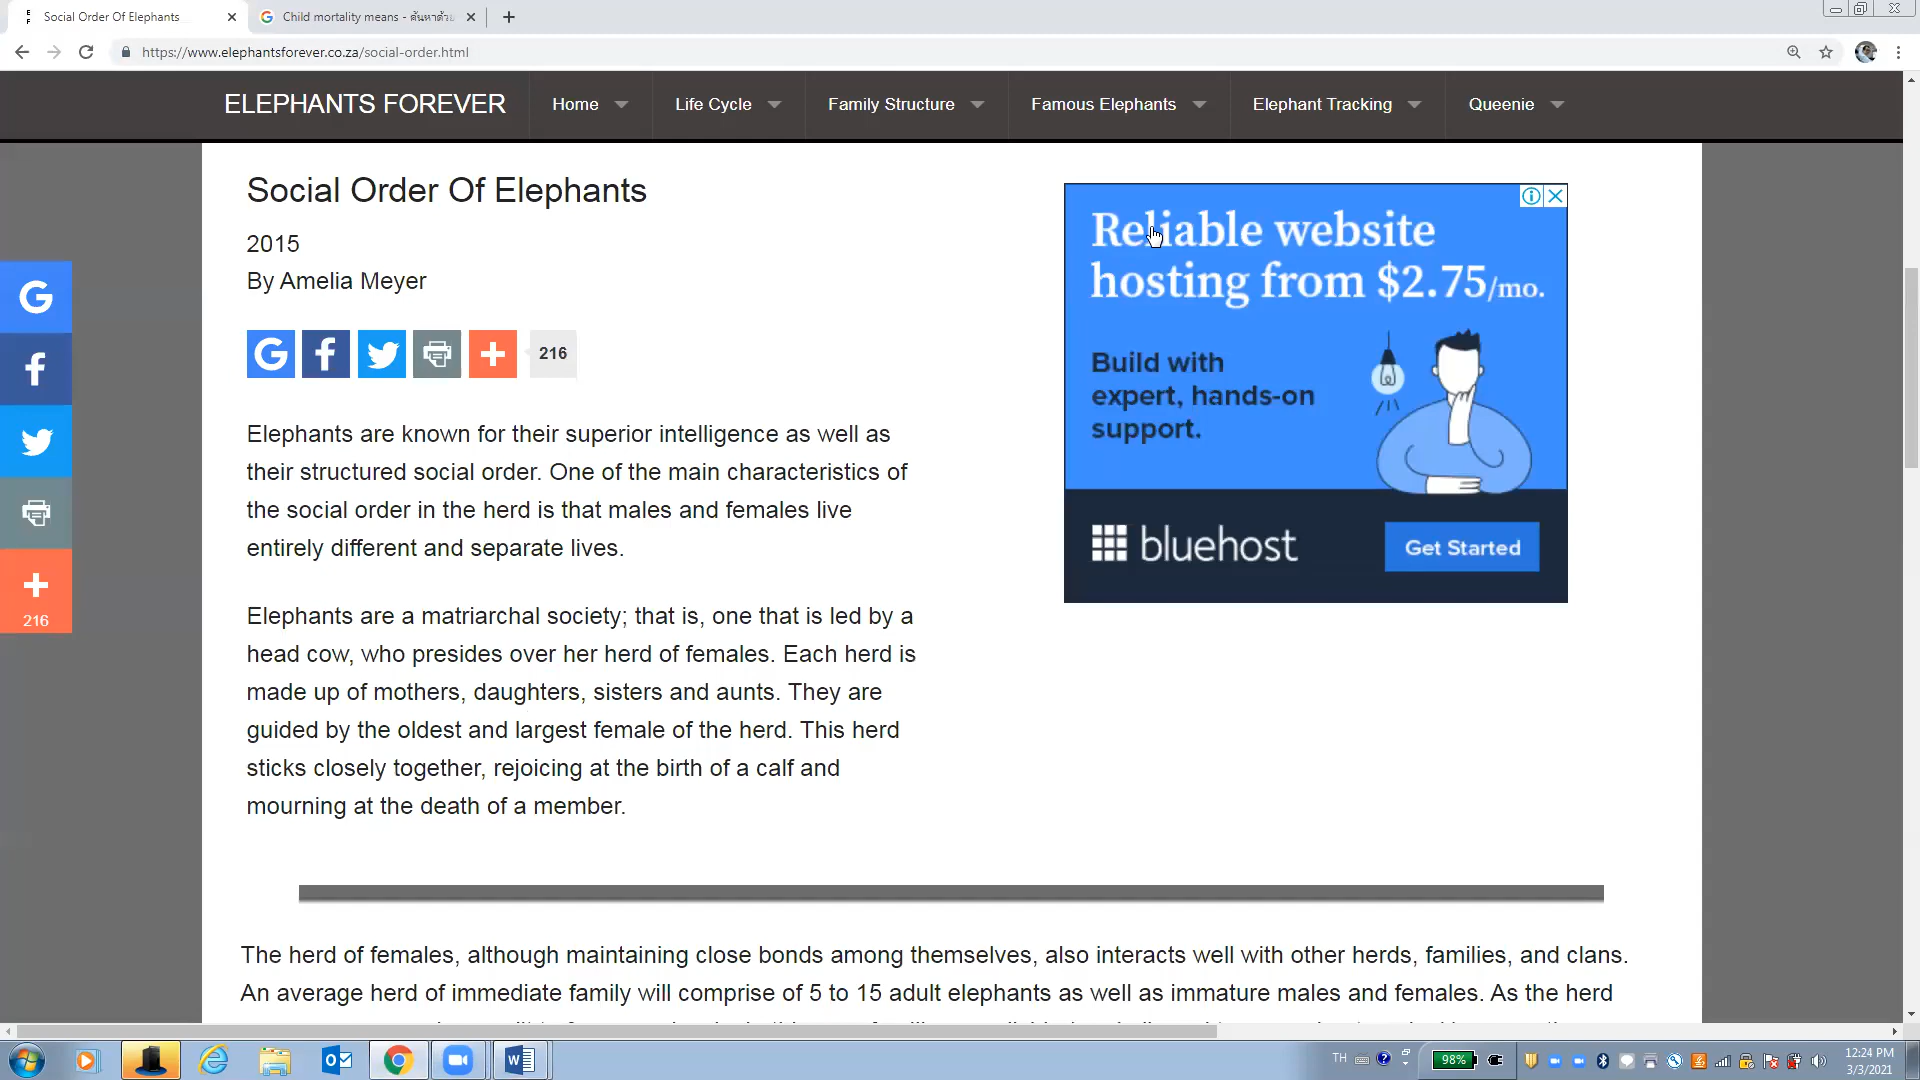 Social Order Of Elephants
Child mortality means - ค้นหาด้วย
https://www.elephantsforever.co.za/social-order.html
ELEPHANTS FOREVER Home Life Cycle Family Structure Famous Elephants Elephant Tracking Queenie
Social Order Of Elephants
2015
By Amelia Meyer
216
216
Elephants are known for their superior intelligence as well as
their structured social order. One of the main characteristics of
the social order in the herd is that males and females live
entirely different and separate lives.
Elephants are a matriarchal society; that is, one that is led by a
head cow, who presides over her herd of females. Each herd is
made up of mothers, daughters, sisters and aunts. They are
guided by the oldest and largest female of the herd. This herd
sticks closely together, rejoicing at the birth of a calf and
mourning at the death of a member.
Reliable website
hosting from $2.75/mo.
Build with
expert, hands-on
support.
bluehost
Get Started
The herd of females, although maintaining close bonds among themselves, also interacts well with other herds, families, and clans.
An average herd of immediate family will comprise of 5 to 15 adult elephants as well as immature males and females. As the herd
TH
98%
12:24 PM
3/3/2021